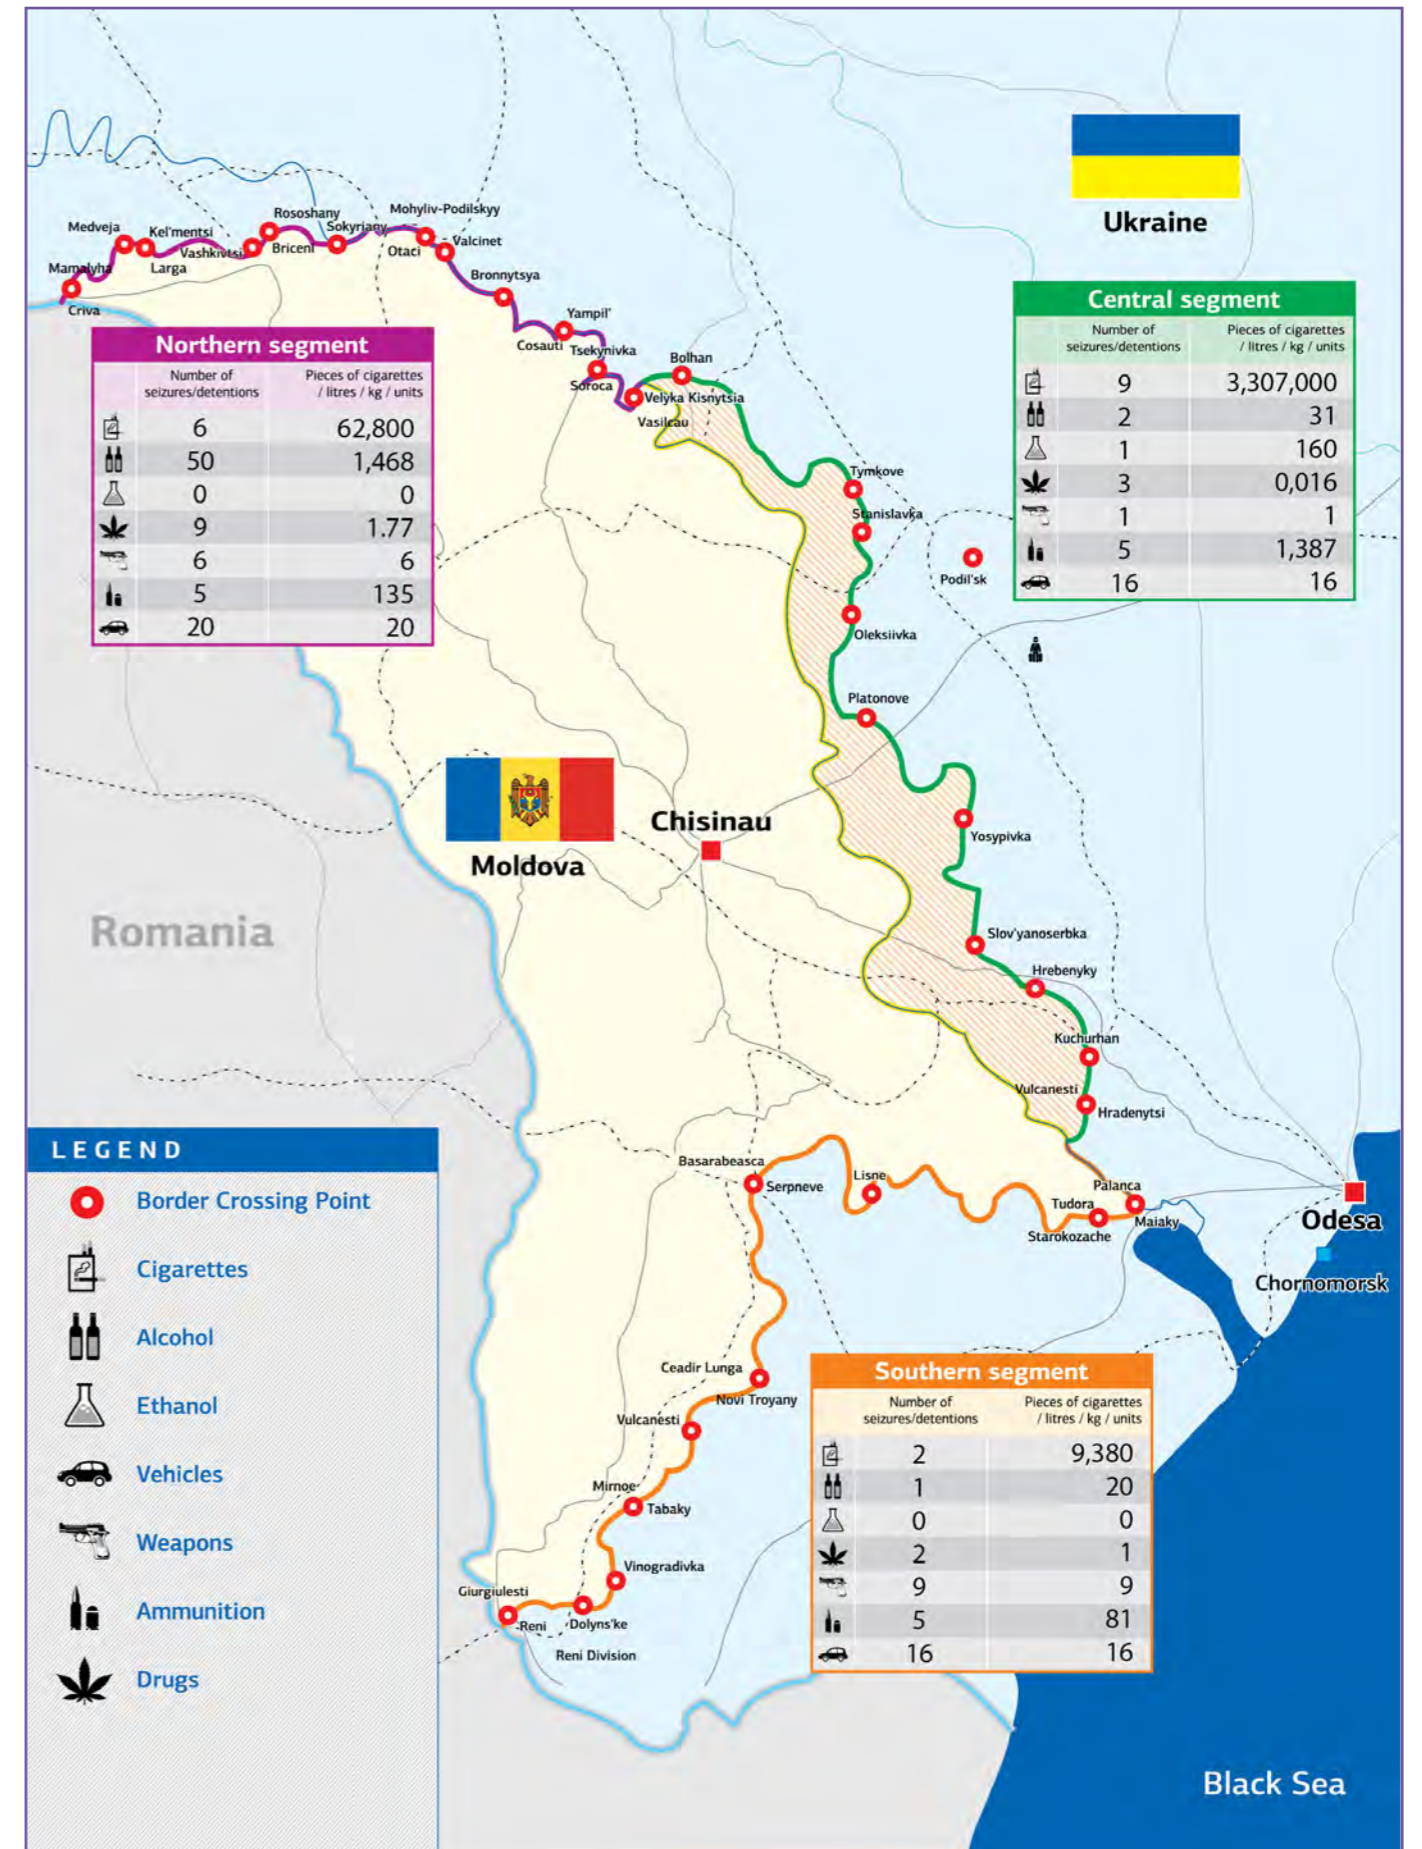 Ukraine
Mohyliv-Podilskyy
Rososhany
Sokyriany
Medveja
Kel'mentsi
Vashkivtsi
Briceni
Otaci
Valcinet
Mamalyha
Larga
Bronnytsya
Criva
Yampil'
Cosauti
Tsekynivka
Bolhan
Soroca
Velyka Kisnytsia
Vasilcau
Tymkove
Stanislavka
Podil'sk
Oleksiivka
Platonove
Yosypivka
Slov'yanoserbka
Hrebenyky
Kuchurhan
Vulcanesti
Hradenytsi
Northern segment
Number of
seizures/detentions
Pieces of cigarettes
/ litres / kg / units
6 62,800
50 1,468
0 0
9 1.77
6 6
5 135
20 20
Central segment
Number of
seizures/detentions
Pieces of cigarettes
/ litres / kg / units
9 3,307,000
2 31
1 160
3 0,016
1 1
5 1,387
16 16
Moldova
Chisinau
Romania
Basarabeasca
Serpneve
Lisne
Palanca
Tudora
Maiaky
Starokozache
Odesa
Chornomorsk
Ceadir Lunga
Novi Troyany
Vulcanesti
Mirnoe
Tabaky
Vinogradivka
Giurgiulesti
Reni
Dolyns'ke
Reni Division
Southern segment
Number of
seizures/detentions
Pieces of cigarettes
/ litres / kg / units
2 9,380
1 20
0 0
2 1
9 9
5 81
16 16
Black Sea
LEGEND
Border Crossing Point
Cigarettes
Alcohol
Ethanol
Vehicles
Weapons
Ammunition
Drugs